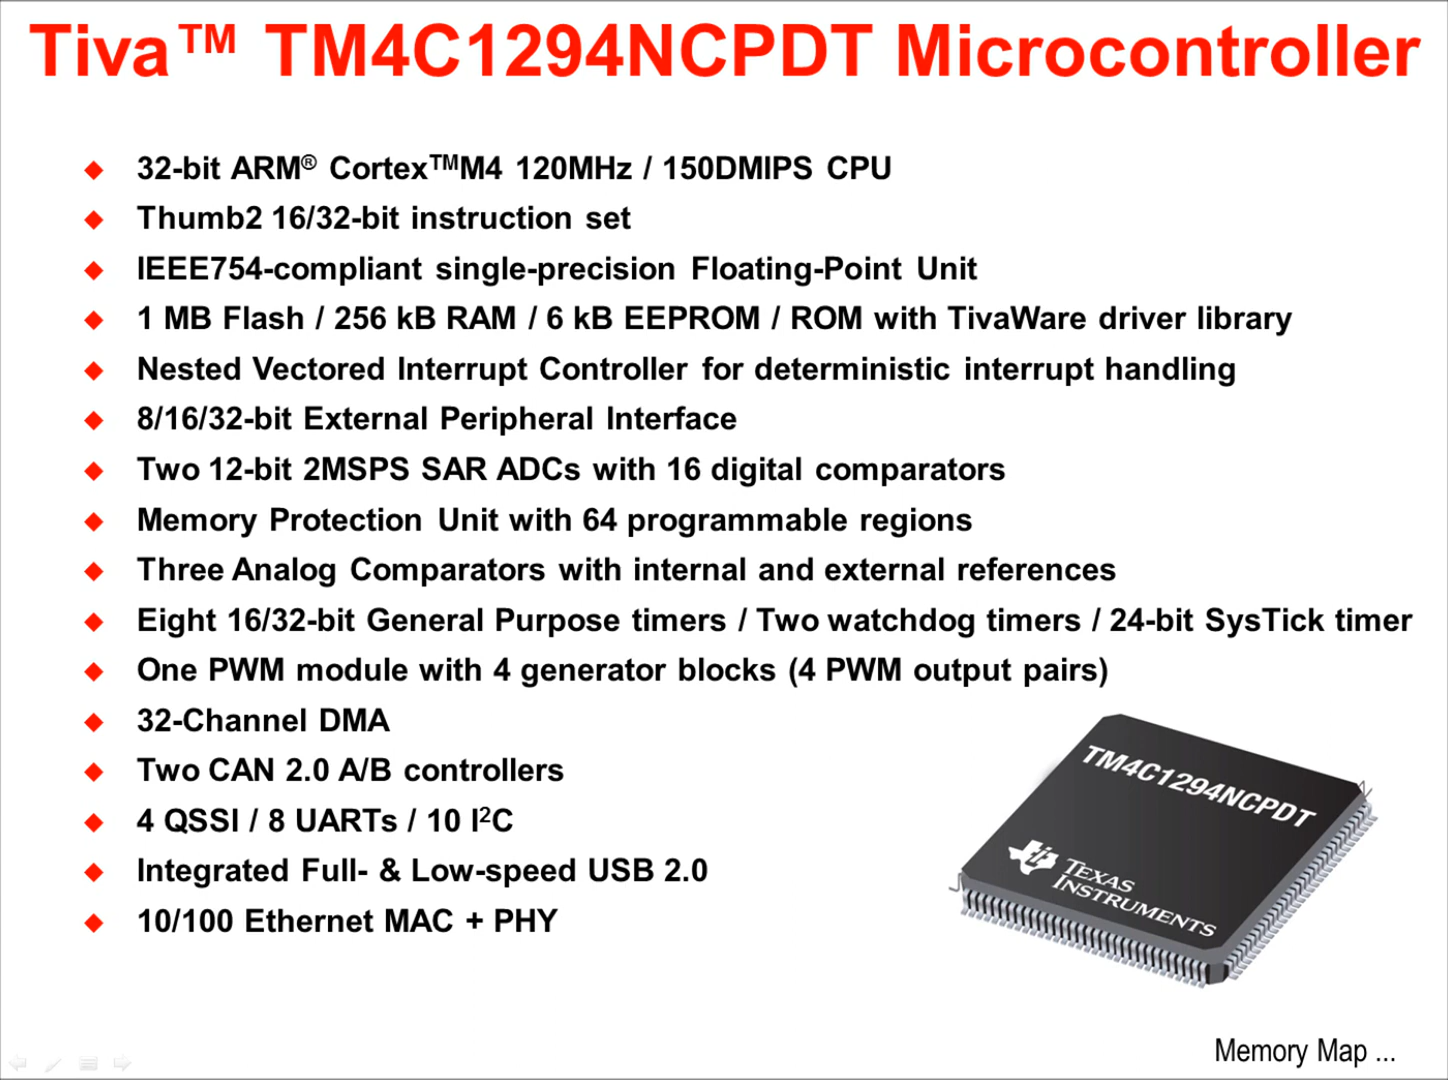 Tiva™ TM4C1294NCPDT Microcontroller
32-bit ARM® Cortex™M4 120MHz / 150DMIPS CPU
Thumb2 16/32-bit instruction set
IEEE754-compliant single-precision Floating-Point Unit
1 MB Flash / 256 kB RAM / 6 kB EEPROM / ROM with TivaWare driver library
Nested Vectored Interrupt Controller for deterministic interrupt handling
8/16/32-bit External Peripheral Interface
Two 12-bit 2MSPS SAR ADCs with 16 digital comparators
Memory Protection Unit with 64 programmable regions
Three Analog Comparators with internal and external references
Eight 16/32-bit General Purpose timers / Two watchdog timers / 24-bit SysTick timer
One PWM module with 4 generator blocks (4 PWM output pairs)
32-Channel DMA
Two CAN 2.0 A/B controllers
4 QSSI / 8 UARTs / 10 I²C
Integrated Full- & Low-speed USB 2.0
10/100 Ethernet MAC + PHY
TM4C1294NCPDT
TEXAS
INSTRUMENTS
Memory Map ...